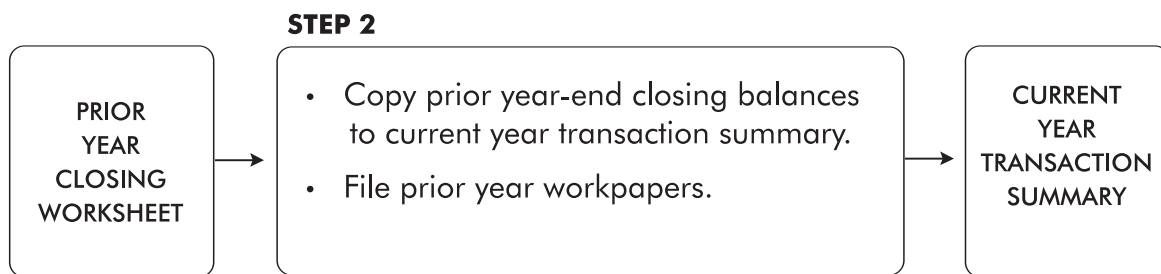 STEP 2
PRIOR
YEAR
CLOSING
WORKSHEET
• Copy prior year-end closing balances
to current year transaction summary.
• File prior year workpapers.
CURRENT
YEAR
TRANSACTION
SUMMARY